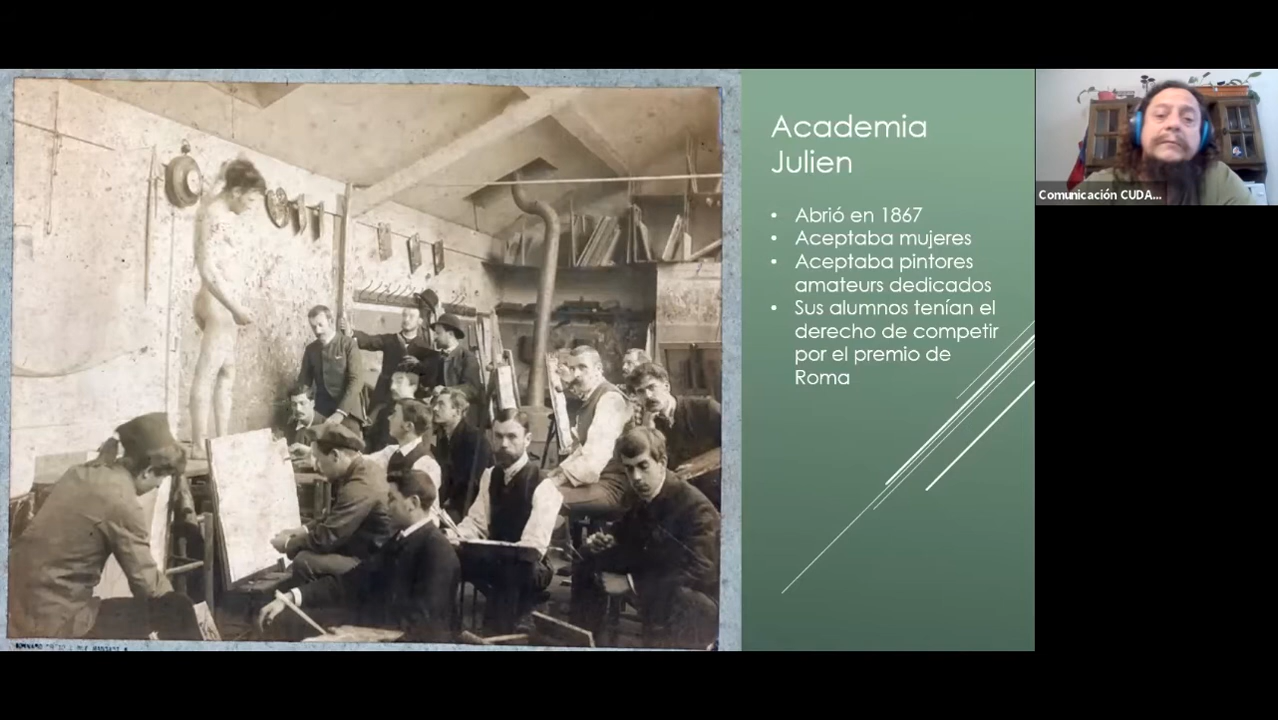 Academia
Julien
• Abrió en 1867
• Aceptaba mujeres
• Aceptaba pintores
amateurs dedicados
• Sus alumnos tenían el
derecho de competir
por el premio de
Roma
Comunicación CUDA...